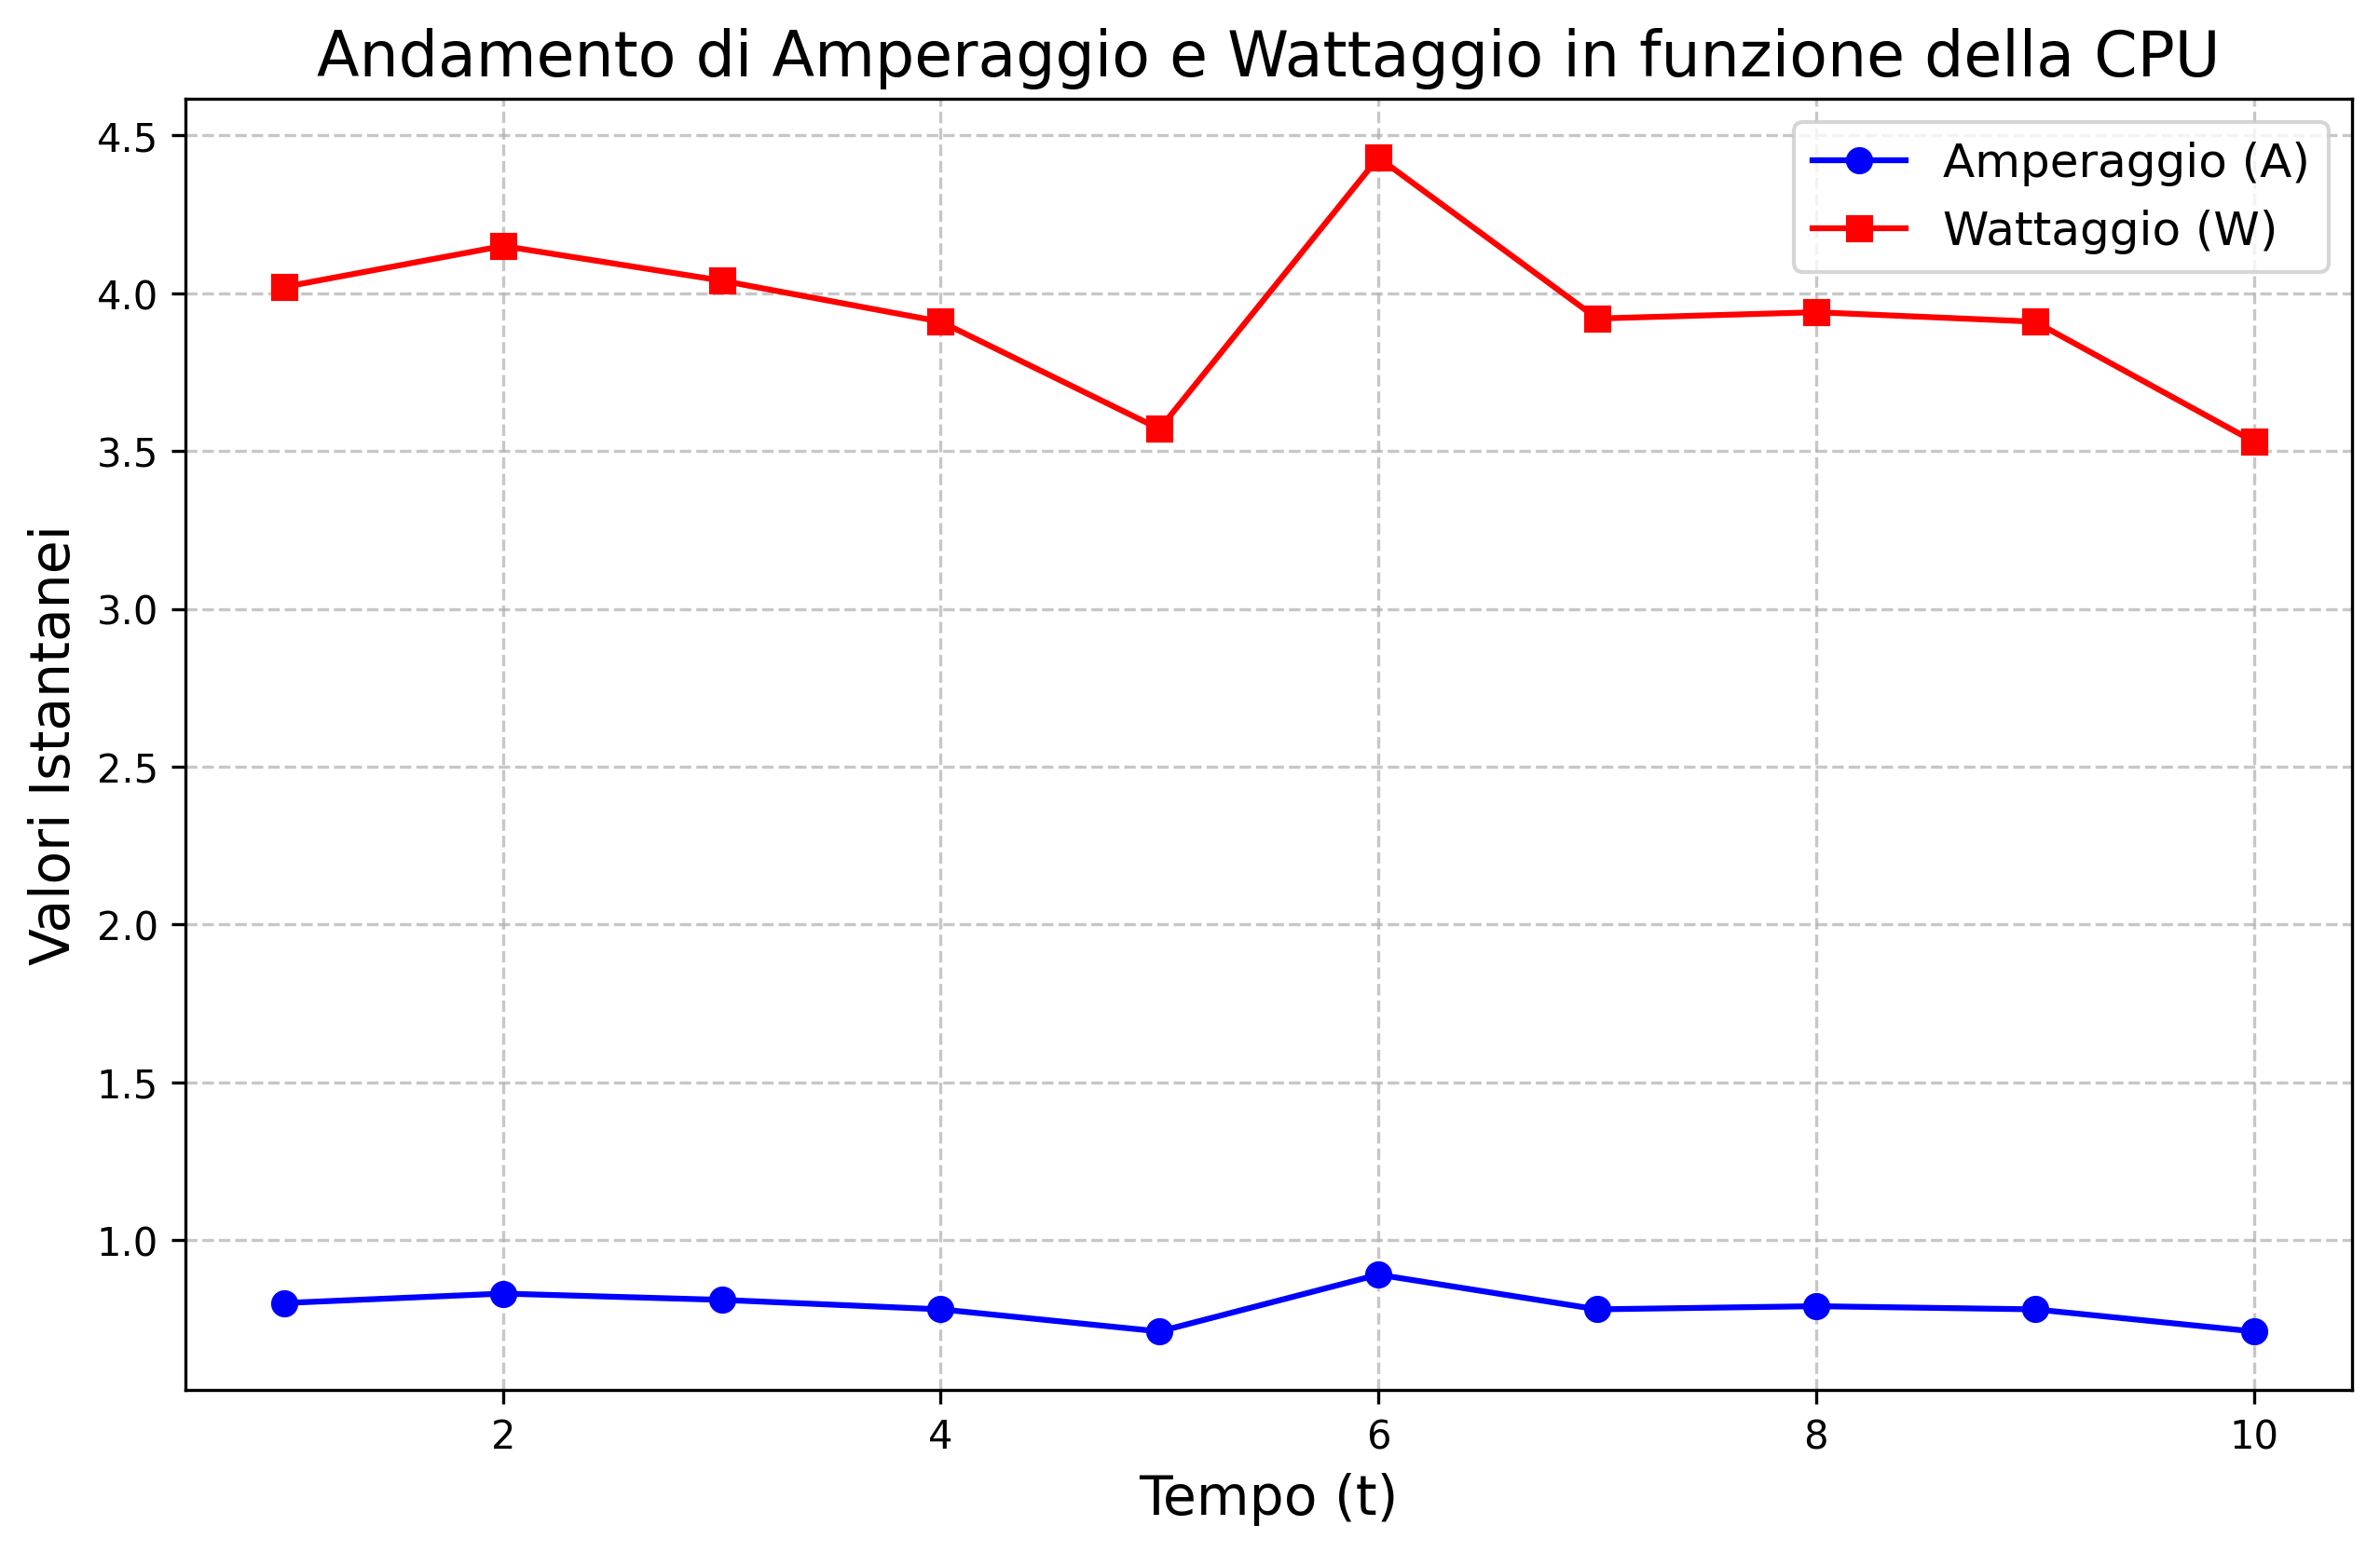 Andamento di Amperaggio e Wattaggio in funzione della CPU
Amperaggio (A)
Wattaggio (W)
Valori Istantanei
4.5
4.0
3.5
3.0
2.5
2.0
1.5
1.0
2 4 6 8 10
Tempo (t)